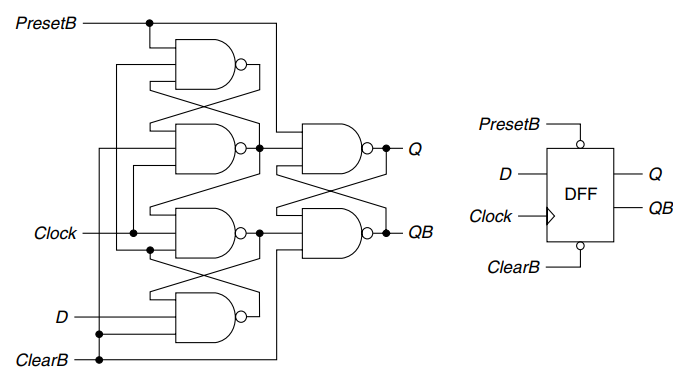 PresetB
Clock
D
ClearB
Q
QB
PresetB
D
Clock
ClearB
DFF
Q
QB